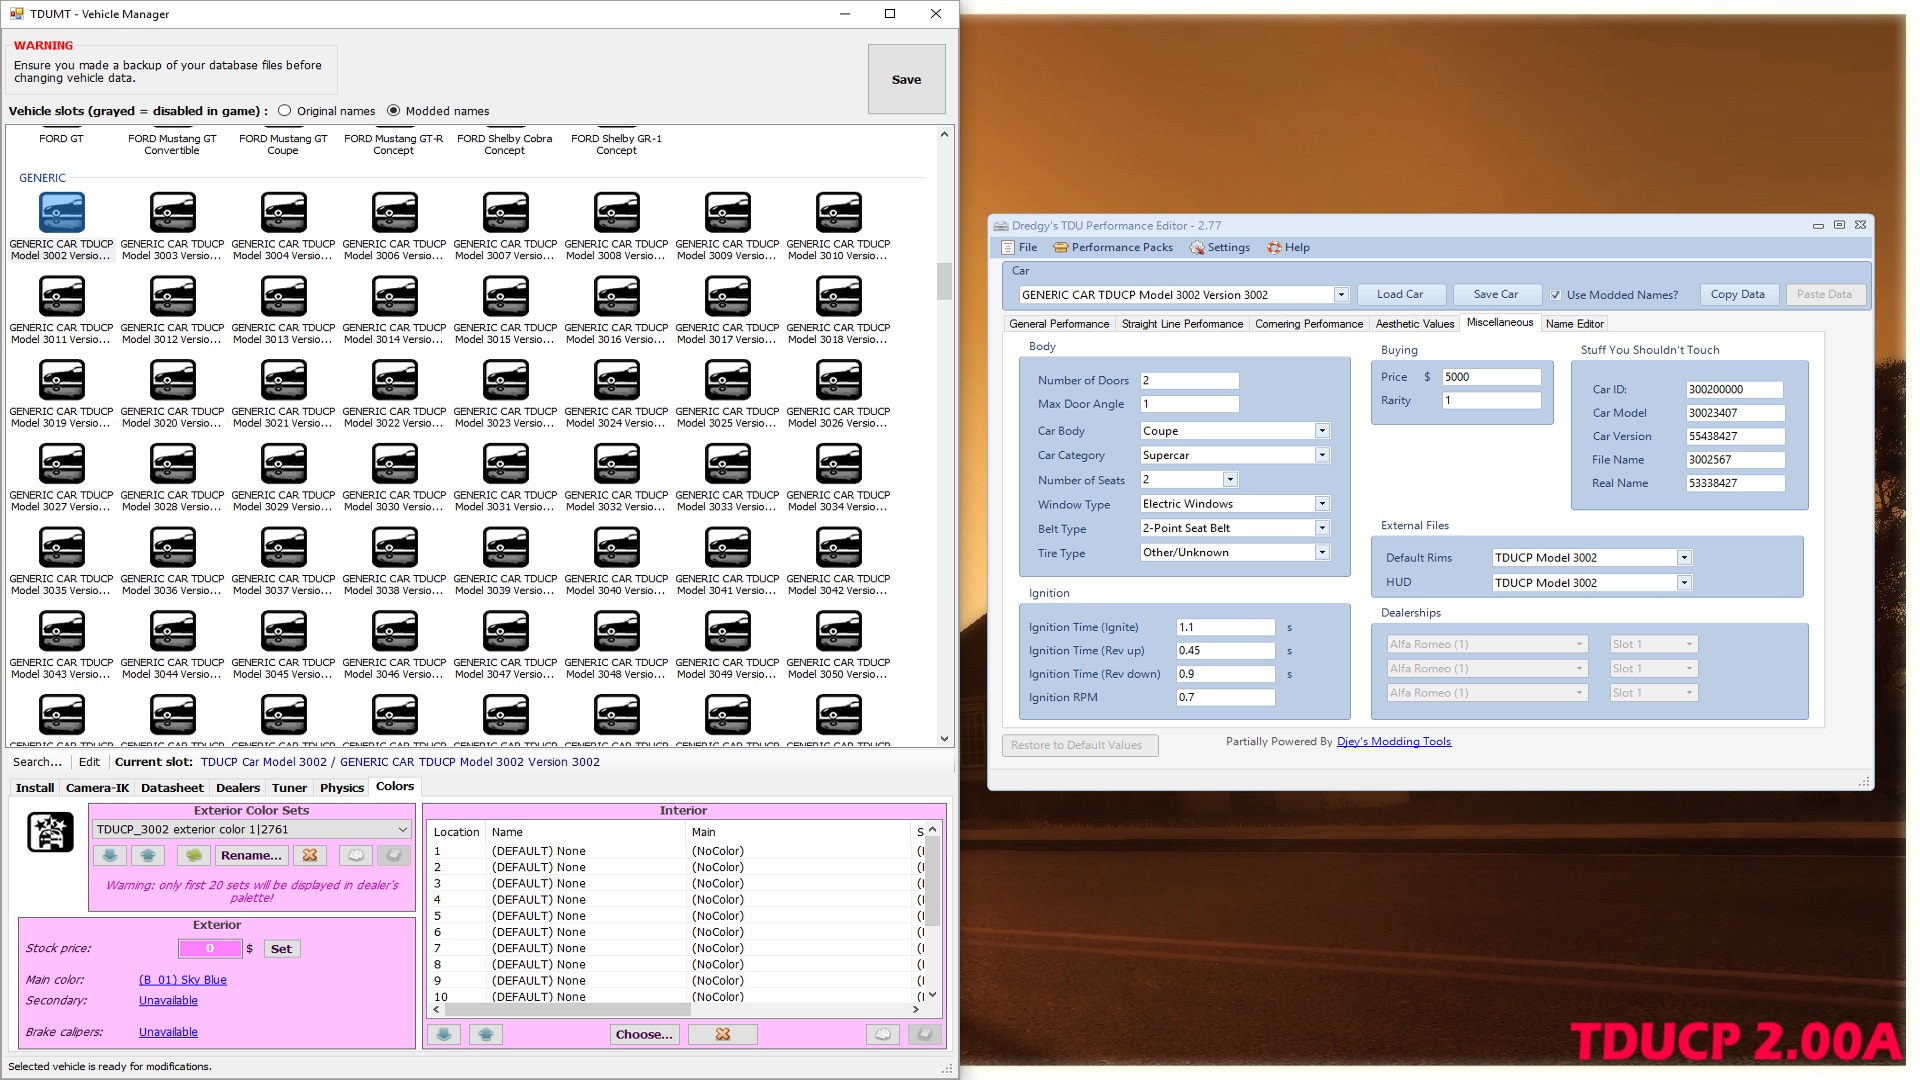 TDUMT - Vehicle Manager
WARNING
Ensure you made a backup of your database files before
changing vehicle data.
Save
Vehicle slots (grayed = disabled in game) : Original names Modded names
FORD GT
FORD Mustang GT Convertible
FORD Mustang GT Coupe
FORD Mustang GT-R Concept
FORD Shelby Cobra Concept
FORD Shelby GR-1 Concept
GENERIC
GENERIC CAR TDUCP Model 3002 Versio...
GENERIC CAR TDUCP Model 3003 Versio...
GENERIC CAR TDUCP Model 3004 Versio...
GENERIC CAR TDUCP Model 3006 Versio...
GENERIC CAR TDUCP Model 3007 Versio...
GENERIC CAR TDUCP Model 3008 Versio...
GENERIC CAR TDUCP Model 3009 Versio...
GENERIC CAR TDUCP Model 3010 Versio...
GENERIC CAR TDUCP Model 3011 Versio...
GENERIC CAR TDUCP Model 3012 Versio...
GENERIC CAR TDUCP Model 3013 Versio...
GENERIC CAR TDUCP Model 3014 Versio...
GENERIC CAR TDUCP Model 3015 Versio...
GENERIC CAR TDUCP Model 3016 Versio...
GENERIC CAR TDUCP Model 3017 Versio...
GENERIC CAR TDUCP Model 3018 Versio...
GENERIC CAR TDUCP Model 3019 Versio...
GENERIC CAR TDUCP Model 3020 Versio...
GENERIC CAR TDUCP Model 3021 Versio...
GENERIC CAR TDUCP Model 3022 Versio...
GENERIC CAR TDUCP Model 3023 Versio...
GENERIC CAR TDUCP Model 3024 Versio...
GENERIC CAR TDUCP Model 3025 Versio...
GENERIC CAR TDUCP Model 3026 Versio...
GENERIC CAR TDUCP Model 3027 Versio...
GENERIC CAR TDUCP Model 3028 Versio...
GENERIC CAR TDUCP Model 3029 Versio...
GENERIC CAR TDUCP Model 3030 Versio...
GENERIC CAR TDUCP Model 3031 Versio...
GENERIC CAR TDUCP Model 3032 Versio...
GENERIC CAR TDUCP Model 3033 Versio...
GENERIC CAR TDUCP Model 3034 Versio...
GENERIC CAR TDUCP Model 3035 Versio...
GENERIC CAR TDUCP Model 3036 Versio...
GENERIC CAR TDUCP Model 3037 Versio...
GENERIC CAR TDUCP Model 3038 Versio...
GENERIC CAR TDUCP Model 3039 Versio...
GENERIC CAR TDUCP Model 3040 Versio...
GENERIC CAR TDUCP Model 3041 Versio...
GENERIC CAR TDUCP Model 3042 Versio...
GENERIC CAR TDUCP Model 3043 Versio...
GENERIC CAR TDUCP Model 3044 Versio...
GENERIC CAR TDUCP Model 3045 Versio...
GENERIC CAR TDUCP Model 3046 Versio...
GENERIC CAR TDUCP Model 3047 Versio...
GENERIC CAR TDUCP Model 3048 Versio...
GENERIC CAR TDUCP Model 3049 Versio...
GENERIC CAR TDUCP Model 3050 Versio...
Search... Edit Current slot: TDUCP Car Model 3002 / GENERIC CAR TDUCP Model 3002 Version 3002
Install Camera-IK Datasheet Dealers Tuner Physics Colors
Exterior Color Sets
TDUCP_3002 exterior color 1|2761
Rename...
Warning: only first 20 sets will be displayed in dealer's
palette!
Exterior
Stock price: 0 $ Set
Main color: (B_01) Sky Blue
Secondary: Unavailable
Brake calipers: Unavailable
Interior
Location Name Main S
1 (DEFAULT) None (NoColor)
2 (DEFAULT) None (NoColor)
3 (DEFAULT) None (NoColor)
4 (DEFAULT) None (NoColor)
5 (DEFAULT) None (NoColor)
6 (DEFAULT) None (NoColor)
7 (DEFAULT) None (NoColor)
8 (DEFAULT) None (NoColor)
9 (DEFAULT) None (NoColor)
10 (DEFAULT) None (NoColor)
Choose...
Selected vehicle is ready for modifications.
Dredgy's TDU Performance Editor - 2.77
File Performance Packs Settings Help
Car
GENERIC CAR TDUCP Model 3002 Version 3002 Load Car Save Car Use Modded Names? Copy Data Paste Data
General Performance Straight Line Performance Cornering Performance Aesthetic Values Miscellaneous Name Editor
Body
Number of Doors 2
Max Door Angle 1
Car Body Coupe
Car Category Supercar
Number of Seats 2
Window Type Electric Windows
Belt Type 2-Point Seat Belt
Tire Type Other/Unknown
Ignition
Ignition Time (Ignite) 1.1 s
Ignition Time (Rev up) 0.45 s
Ignition Time (Rev down) 0.9 s
Ignition RPM 0.7
Buying
Price $ 5000
Rarity 1
Stuff You Shouldn't Touch
Car ID: 300200000
Car Model 30023407
Car Version 55438427
File Name 3002567
Real Name 53338427
External Files
Default Rims TDUCP Model 3002
HUD TDUCP Model 3002
Dealerships
Alfa Romeo (1) Slot 1
Alfa Romeo (1) Slot 1
Alfa Romeo (1) Slot 1
Restore to Default Values
Partially Powered By Djey's Modding Tools
TDUCP 2.00A